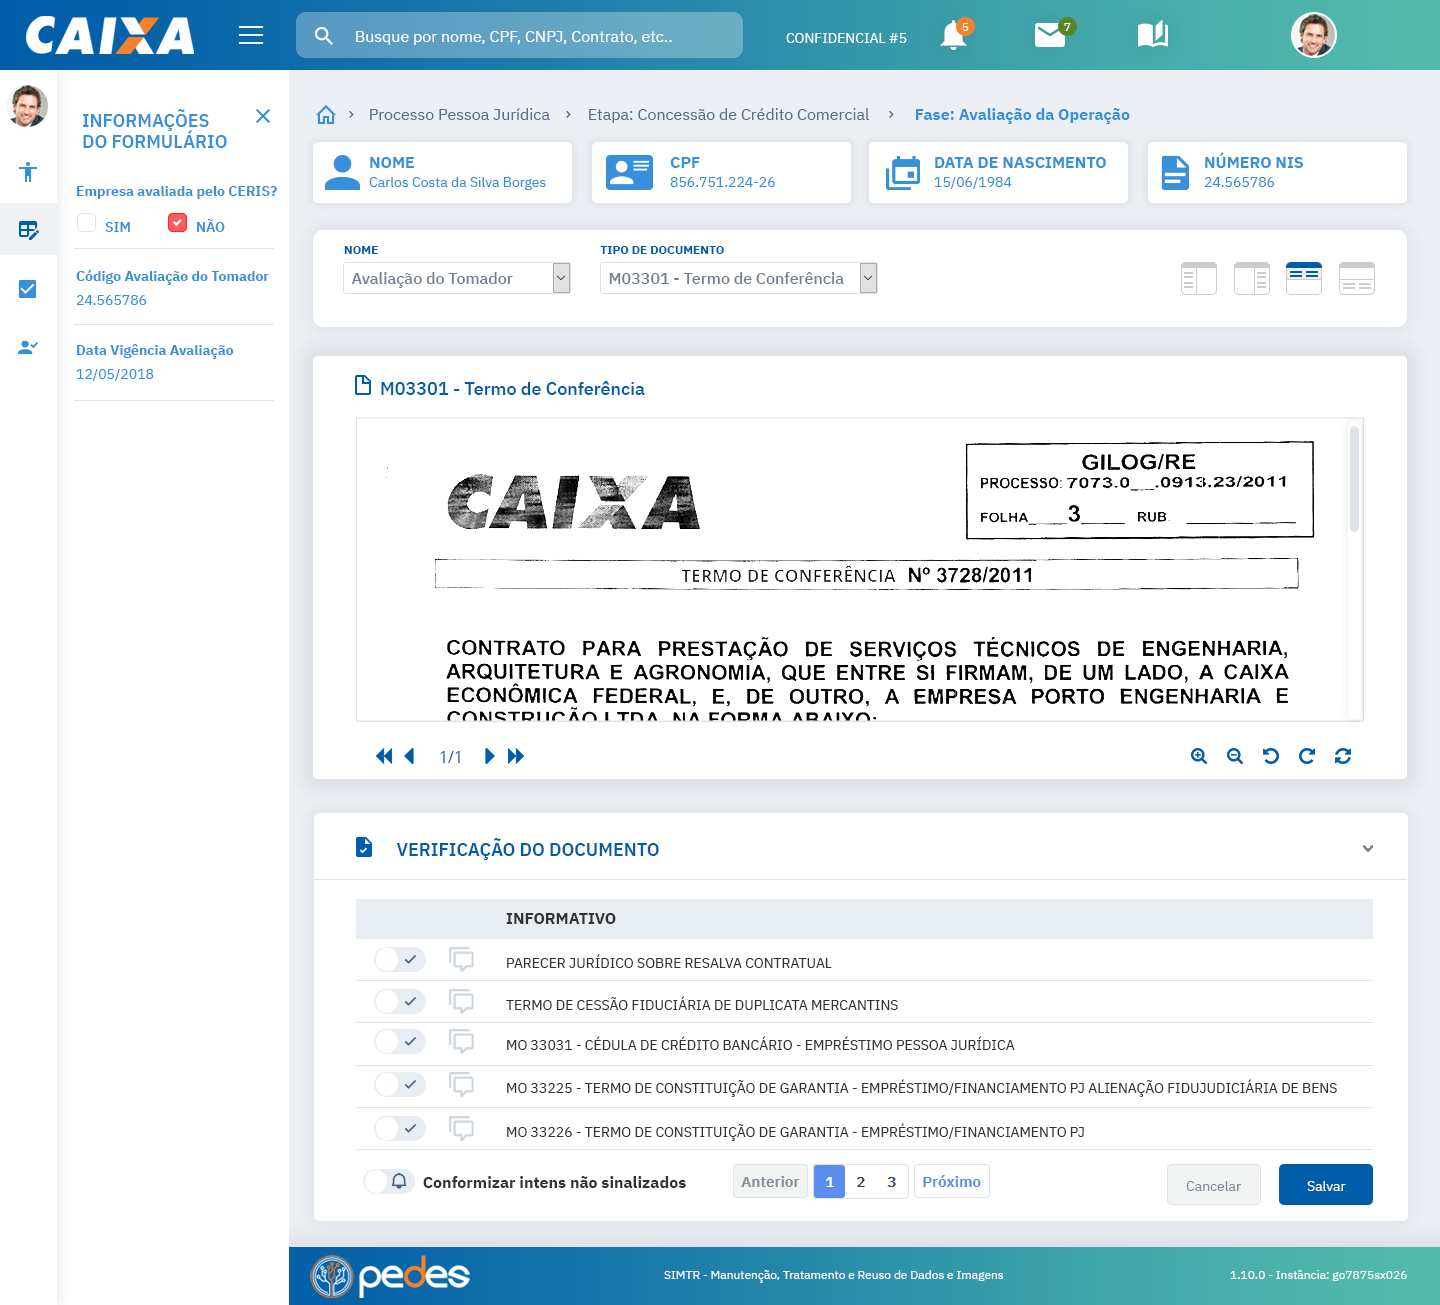 CAIXA
Busque por nome, CPF, CNPJ, Contrato, etc..
CONFIDENCIAL #5
5
7
INFORMAÇÕES
DO FORMULÁRIO
Empresa avaliada pelo CERIS?
SIM
NÃO
Código Avaliação do Tomador
24.565786
Data Vigência Avaliação
12/05/2018
Processo Pessoa Jurídica
Etapa: Concessão de Crédito Comercial
Fase: Avaliação da Operação
NOME
Carlos Costa da Silva Borges
CPF
856.751.224-26
DATA DE NASCIMENTO
15/06/1984
NÚMERO NIS
24.565786
NOME
Avaliação do Tomador
TIPO DE DOCUMENTO
M03301 - Termo de Conferência
M03301 - Termo de Conferência
CAIXA
GILOG/RE
PROCESSO: 7073.0__.0913.23/2011
FOLHA____3____ RUB. ________
TERMO DE CONFERÊNCIA Nº 3728/2011
CONTRATO PARA PRESTAÇÃO DE SERVIÇOS TÉCNICOS DE ENGENHARIA,
ARQUITETURA E AGRONOMIA, QUE ENTRE SI FIRMAM, DE UM LADO, A CAIXA
ECONÔMICA FEDERAL, E, DE OUTRO, A EMPRESA PORTO ENGENHARIA E
CONSTRUÇÃO LTDA, NA FORMA ABAIXO:
1/1
VERIFICAÇÃO DO DOCUMENTO
INFORMATIVO
PARECER JURÍDICO SOBRE RESALVA CONTRATUAL
TERMO DE CESSÃO FIDUCIÁRIA DE DUPLICATA MERCANTINS
MO 33031 - CÉDULA DE CRÉDITO BANCÁRIO - EMPRÉSTIMO PESSOA JURÍDICA
MO 33225 - TERMO DE CONSTITUIÇÃO DE GARANTIA - EMPRÉSTIMO/FINANCIAMENTO PJ ALIENAÇÃO FIDUJUDICIÁRIA DE BENS
MO 33226 - TERMO DE CONSTITUIÇÃO DE GARANTIA - EMPRÉSTIMO/FINANCIAMENTO PJ
Conformizar intens não sinalizados
Anterior 1 2 3 Próximo
Cancelar
Salvar
pedes
SIMTR - Manutenção, Tratamento e Reuso de Dados e Imagens
1.10.0 - Instância: go7875sx026